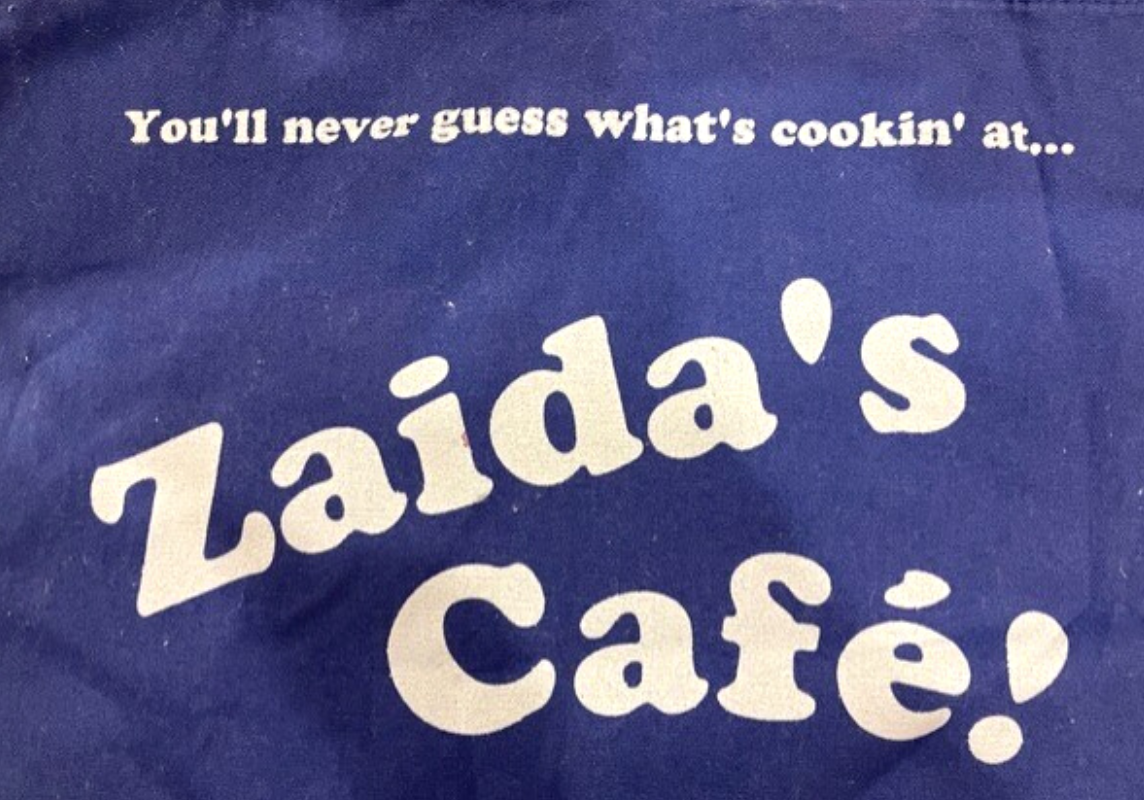 You'll never guess what's cookin' at...
Zaida's
Café!